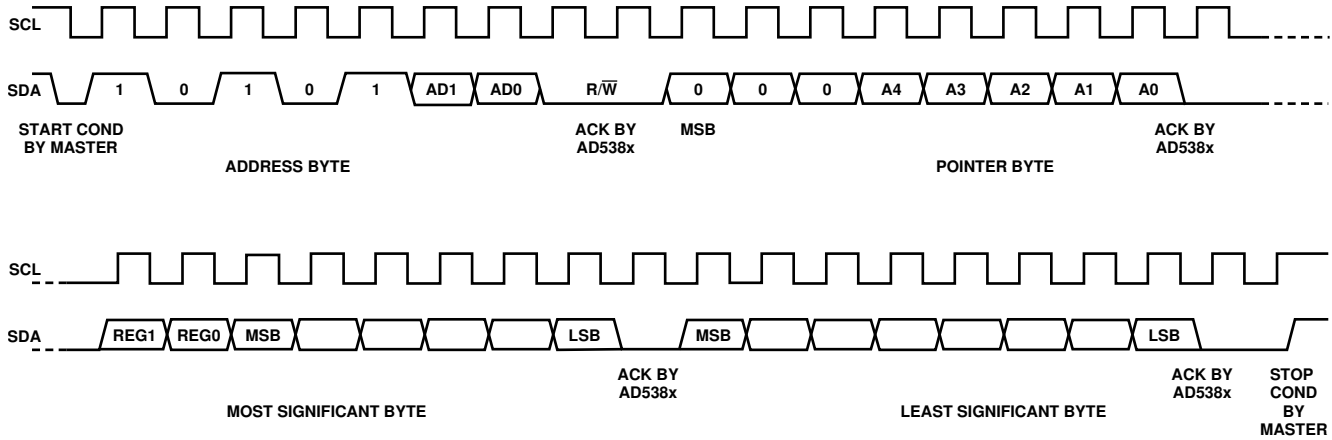 SCL
SDA 1 0 1 0 1 AD1 AD0 R/W̅ 0 0 0 A4 A3 A2 A1 A0
START COND
BY MASTER
ACK BY
AD538x
MSB
ACK BY
AD538x
ADDRESS BYTE
POINTER BYTE
SCL
SDA REG1 REG0 MSB LSB MSB LSB
ACK BY
AD538x
ACK BY
AD538x
STOP
COND
BY
MASTER
MOST SIGNIFICANT BYTE
LEAST SIGNIFICANT BYTE